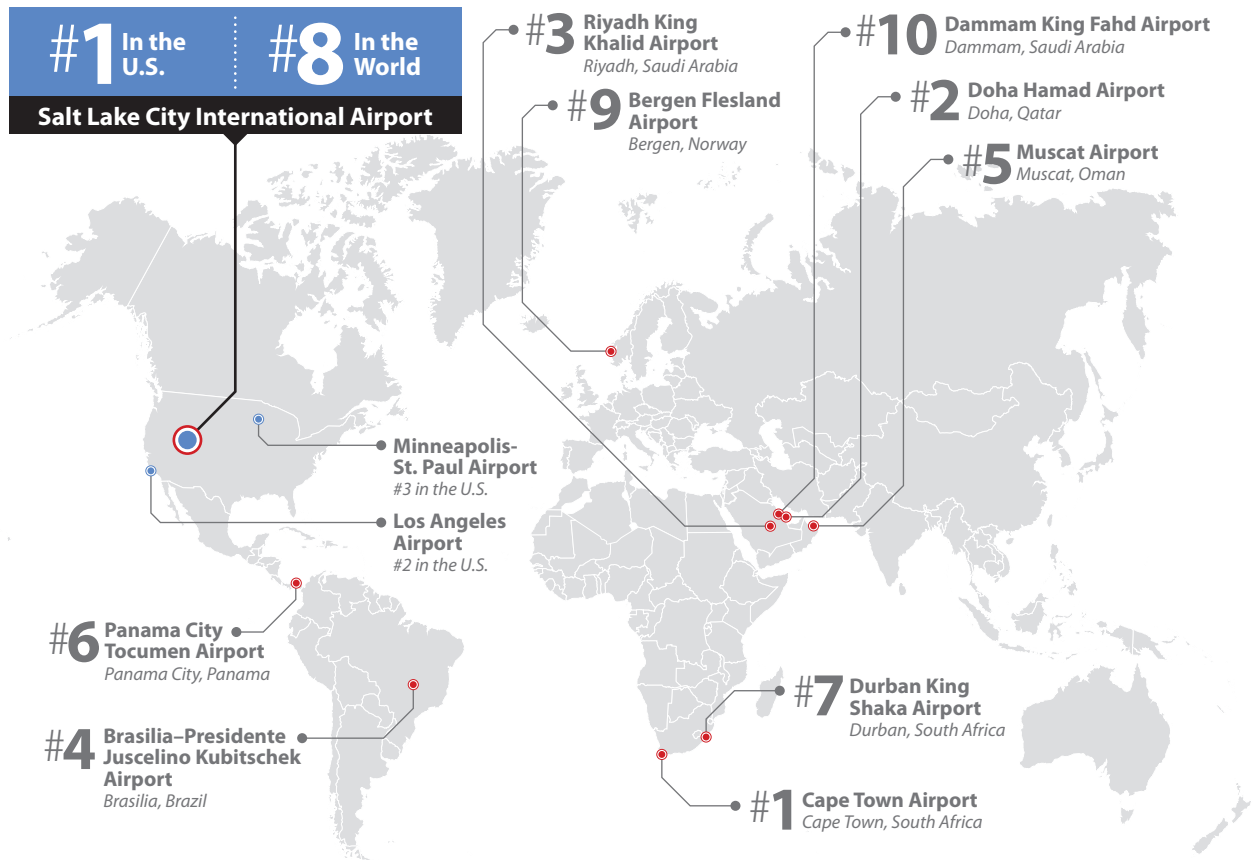 #1 In the
U.S.
#8 In the
World
Salt Lake City International Airport
#3 Riyadh King
Khalid Airport
Riyadh, Saudi Arabia
#9 Bergen Flesland
Airport
Bergen, Norway
#10 Dammam King Fahd Airport
Dammam, Saudi Arabia
#2 Doha Hamad Airport
Doha, Qatar
#5 Muscat Airport
Muscat, Oman
Minneapolis-
St. Paul Airport
#3 in the U.S.
Los Angeles
Airport
#2 in the U.S.
#6 Panama City
Tocumen Airport
Panama City, Panama
#4 Brasilia–Presidente
Juscelino Kubitschek
Airport
Brasilia, Brazil
#7 Durban King
Shaka Airport
Durban, South Africa
#1 Cape Town Airport
Cape Town, South Africa